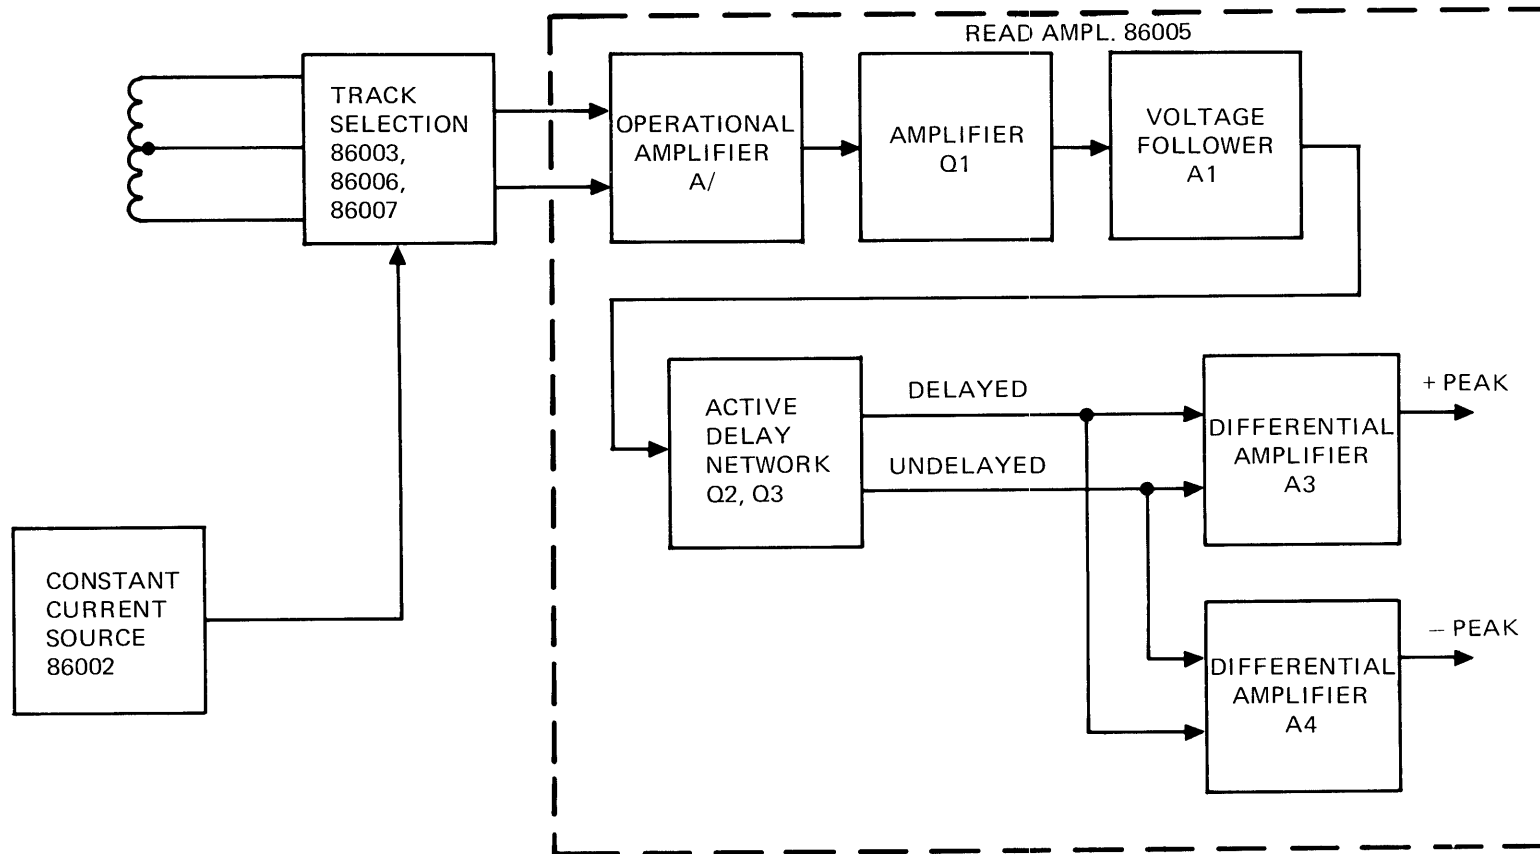 READ AMPL. 86005
TRACK
SELECTION
86003,
86006,
86007
OPERATIONAL
AMPLIFIER
A/
AMPLIFIER
Q1
VOLTAGE
FOLLOWER
A1
ACTIVE
DELAY
NETWORK
Q2, Q3
DELAYED
UNDELAYED
DIFFERENTIAL
AMPLIFIER
A3
+ PEAK
CONSTANT
CURRENT
SOURCE
86002
DIFFERENTIAL
AMPLIFIER
A4
– PEAK